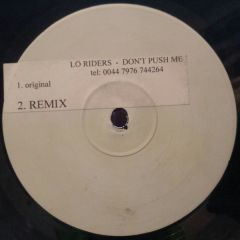 LO RIDERS - DON'T PUSH ME
tel: 0044 7976 744264
1. original
2. REMIX